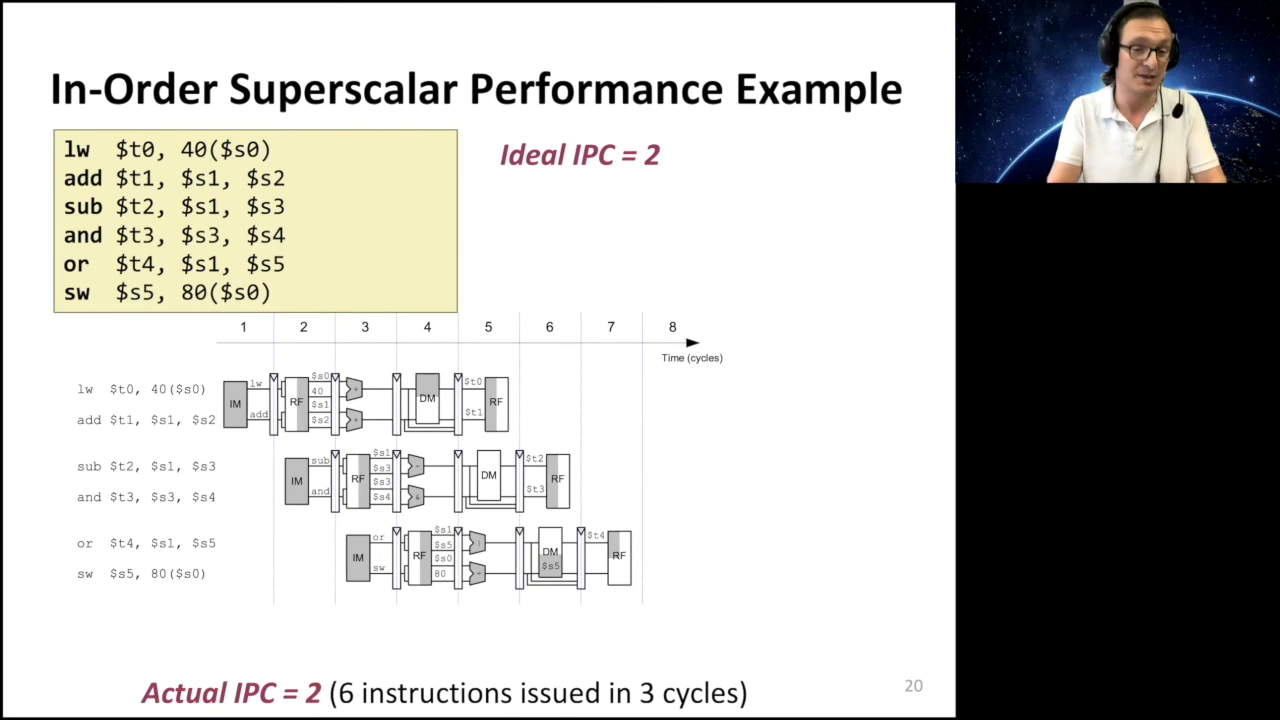 In-Order Superscalar Performance Example
lw $t0, 40($s0)
add $t1, $s1, $s2
sub $t2, $s1, $s3
and $t3, $s3, $s4
or $t4, $s1, $s5
sw $s5, 80($s0)
Ideal IPC = 2
1 2 3 4 5 6 7 8
Time (cycles)
lw $t0, 40($s0)
add $t1, $s1, $s2
IM
lw
add
RF
$s0
40
$s1
$s2
+
+
DM
$t0
$t1
RF
sub $t2, $s1, $s3
and $t3, $s3, $s4
IM
sub
and
RF
$s1
$s3
$s3
$s4
-
&
DM
$t2
$t3
RF
or $t4, $s1, $s5
sw $s5, 80($s0)
IM
or
sw
RF
$s1
$s5
$s0
80
|
+
DM
$s5
$t4
RF
Actual IPC = 2 (6 instructions issued in 3 cycles)
20